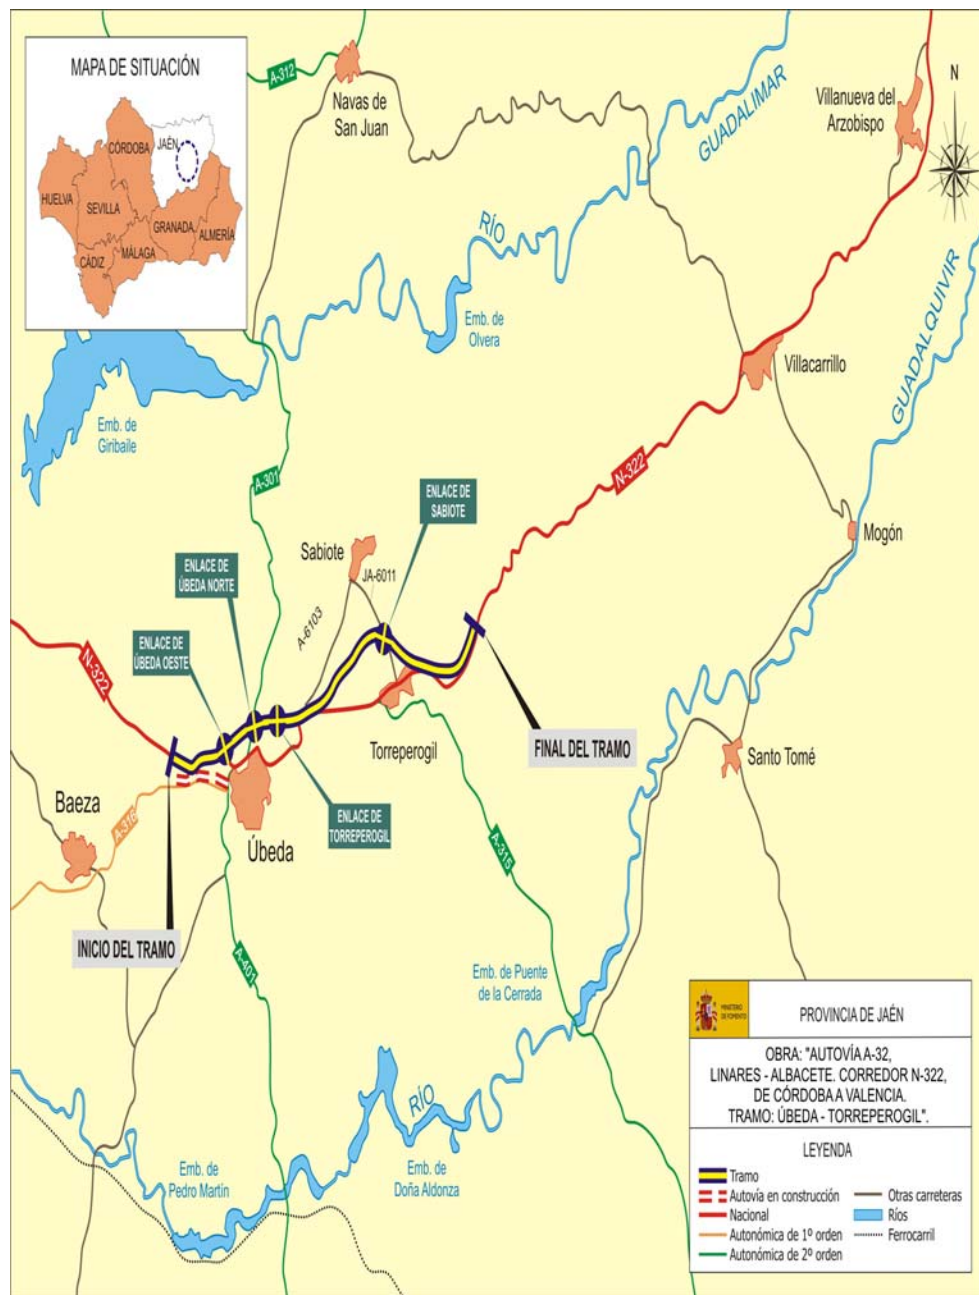 MAPA DE SITUACIÓN
CÓRDOBA
JAÉN
HUELVA
SEVILLA
GRANADA
ALMERÍA
MÁLAGA
CÁDIZ
A-312
Navas de
San Juan
GUADALIMAR
RÍO
Villanueva del
Arzobispo
N
Emb. de
Olvera
Villacarrillo
GUADALQUIVIR
Emb. de
Giribaile
A-301
N-322
ENLACE DE
SABIOTE
Mogón
ENLACE DE
ÚBEDA NORTE
Sabiote
JA-6011
A-6103
ENLACE DE
ÚBEDA OESTE
N-322
FINAL DEL TRAMO
Torreperogil
Santo Tomé
Baeza
A-316
Úbeda
ENLACE DE
TORREPEROGIL
A-315
INICIO DEL TRAMO
A-401
Emb. de Puente
de la Cerrada
RÍO
Emb. de
Pedro Martín
Emb. de
Doña Aldonza
MINISTERIO
DE FOMENTO
PROVINCIA DE JAÉN
OBRA: "AUTOVÍA A-32,
LINARES - ALBACETE. CORREDOR N-322,
DE CÓRDOBA A VALENCIA.
TRAMO: ÚBEDA - TORREPEROGIL".
LEYENDA
Tramo
Autovía en construcción
Nacional
Autonómica de 1º orden
Autonómica de 2º orden
Otras carreteras
Ríos
Ferrocarril